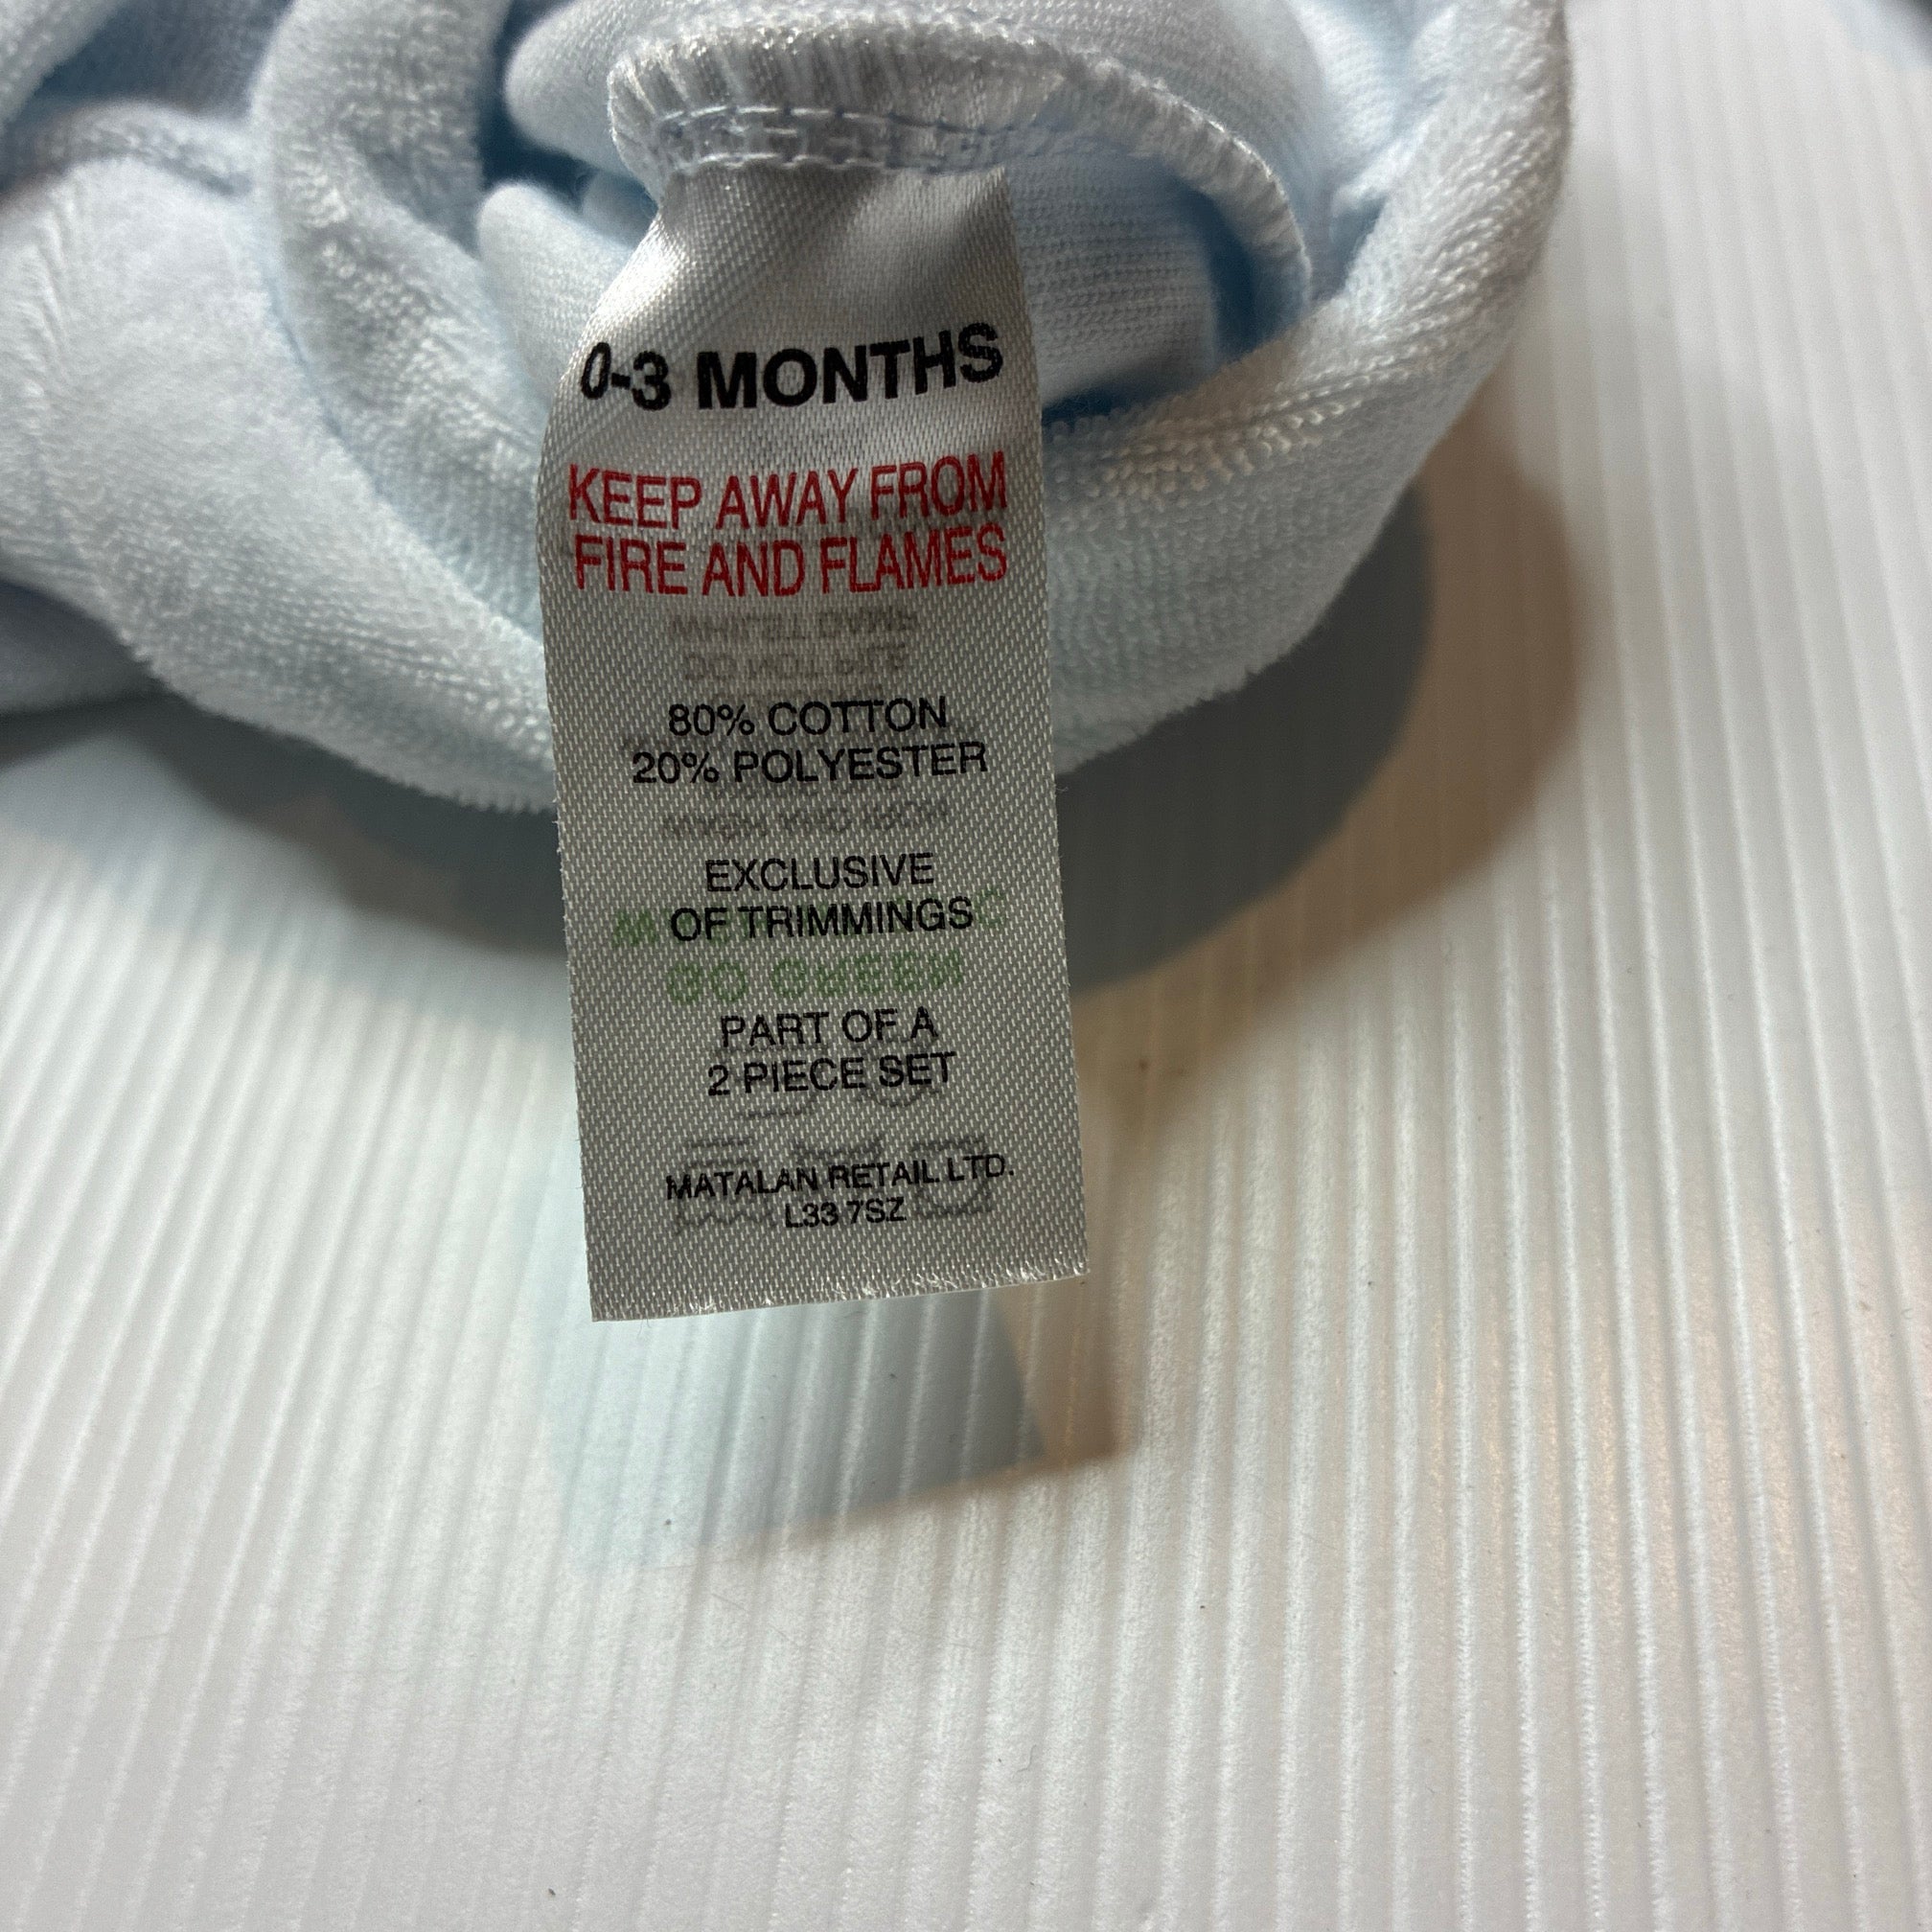 0-3 MONTHS
KEEP AWAY FROM
FIRE AND FLAMES
80% COTTON
20% POLYESTER
EXCLUSIVE
OF TRIMMINGS
PART OF A
2 PIECE SET
MATALAN RETAIL LTD.
L33 7SZ